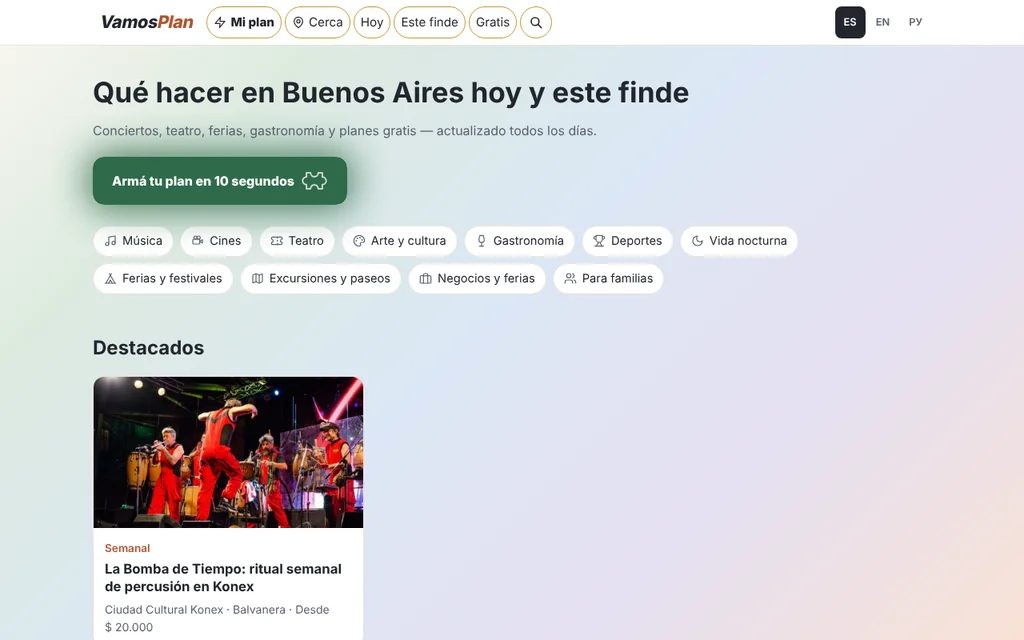 VamosPlan
Mi plan
Cerca
Hoy
Este finde
Gratis
ES
EN
РУ
Qué hacer en Buenos Aires hoy y este finde
Conciertos, teatro, ferias, gastronomía y planes gratis — actualizado todos los días.
Armá tu plan en 10 segundos
Música
Cines
Teatro
Arte y cultura
Gastronomía
Deportes
Vida nocturna
Ferias y festivales
Excursiones y paseos
Negocios y ferias
Para familias
Destacados
Semanal
La Bomba de Tiempo: ritual semanal
de percusión en Konex
Ciudad Cultural Konex · Balvanera · Desde
$ 20.000